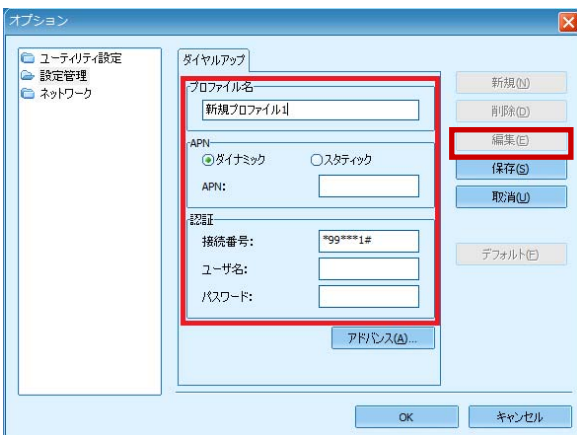 オプション
ユーティリティ設定
設定管理
ネットワーク
ダイヤルアップ
プロファイル名
新規プロファイル1
APN
ダイナミック
スタティック
APN:
認証
接続番号:
*99***1#
ユーザ名:
パスワード:
アドバンス(A)...
新規(N)
削除(D)
編集(E)
保存(S)
取消(U)
デフォルト(F)
OK
キャンセル